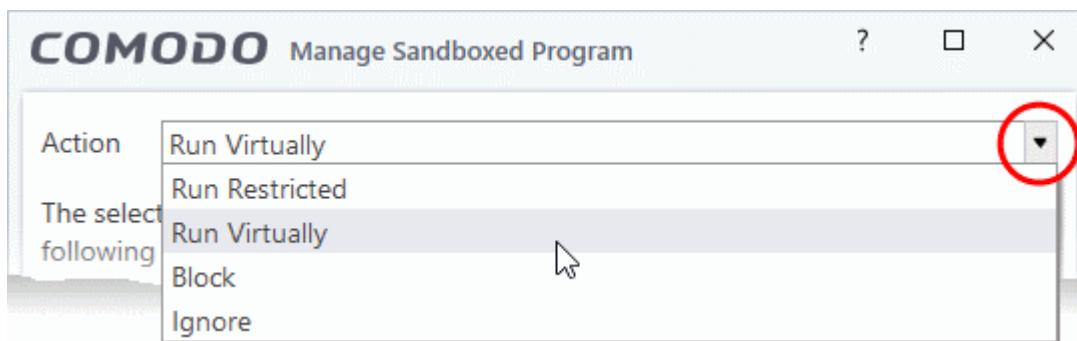 COMODO Manage Sandboxed Program ?
Action Run Virtually
Run Restricted
The select
Run Virtually
following
Block
Ignore